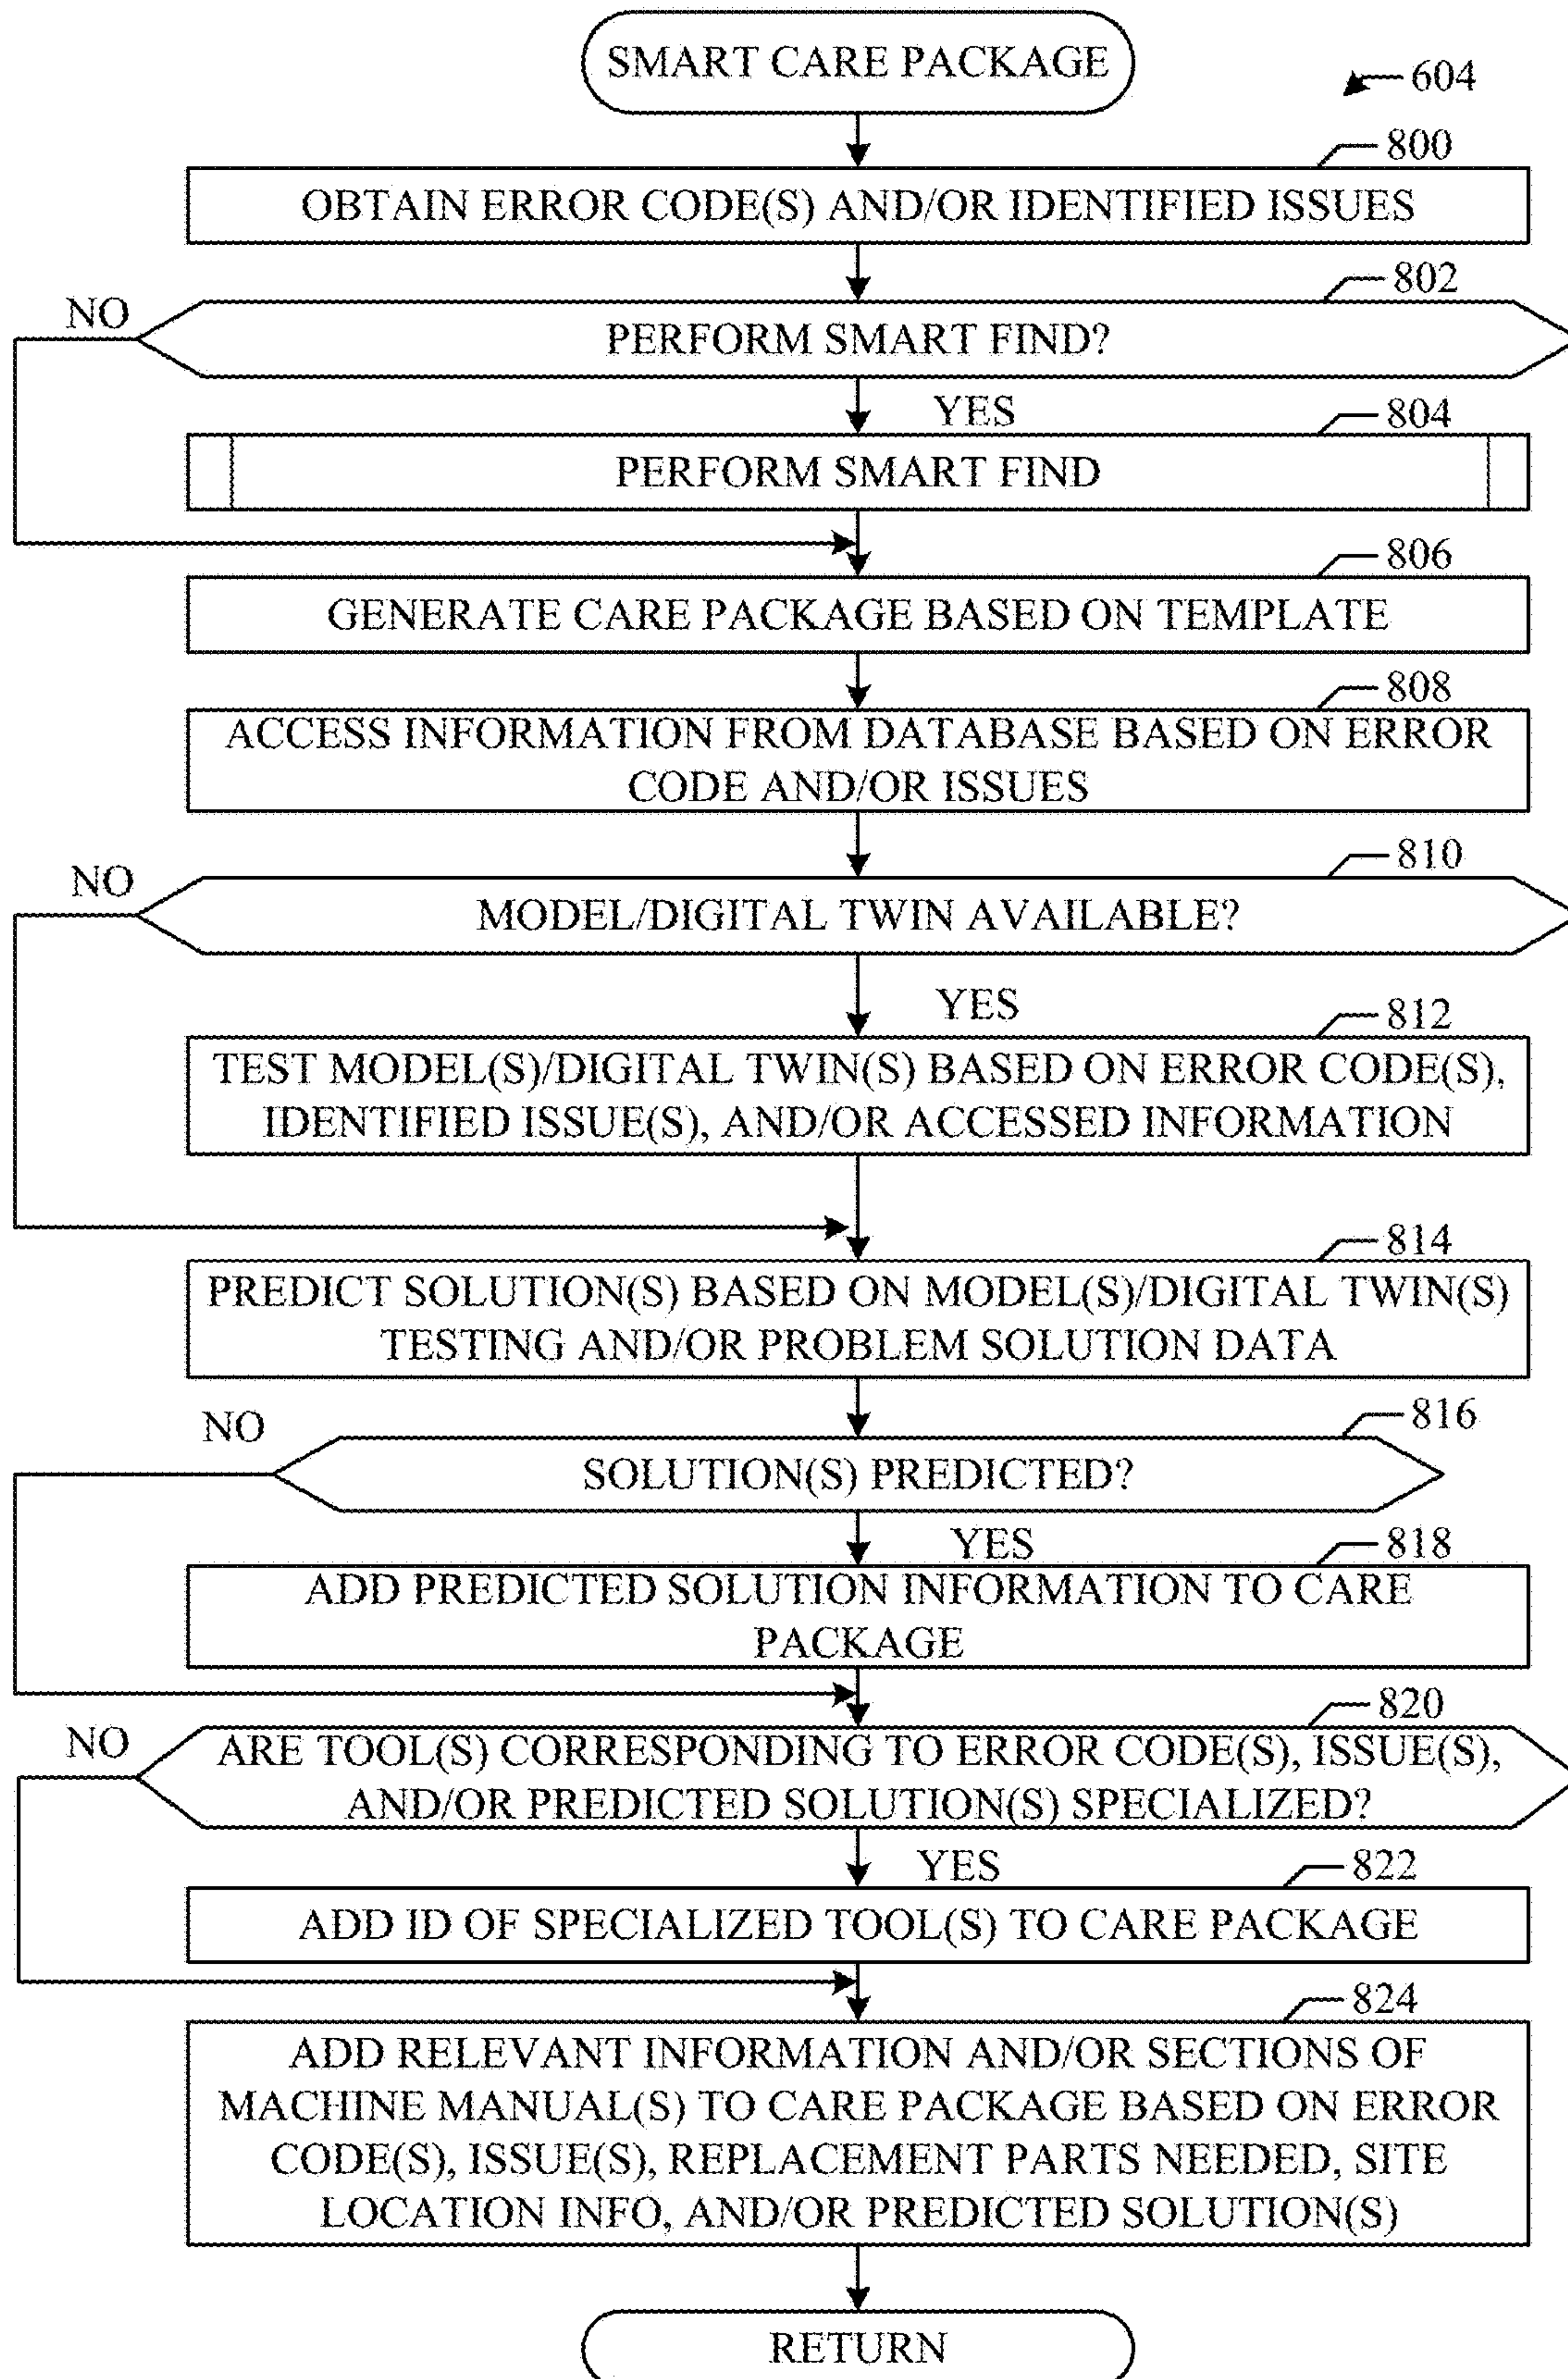 SMART CARE PACKAGE
604
800
OBTAIN ERROR CODE(S) AND/OR IDENTIFIED ISSUES
802
NO
PERFORM SMART FIND?
YES
804
PERFORM SMART FIND
806
GENERATE CARE PACKAGE BASED ON TEMPLATE
808
ACCESS INFORMATION FROM DATABASE BASED ON ERROR
CODE AND/OR ISSUES
810
NO
MODEL/DIGITAL TWIN AVAILABLE?
YES
812
TEST MODEL(S)/DIGITAL TWIN(S) BASED ON ERROR CODE(S),
IDENTIFIED ISSUE(S), AND/OR ACCESSED INFORMATION
814
PREDICT SOLUTION(S) BASED ON MODEL(S)/DIGITAL TWIN(S)
TESTING AND/OR PROBLEM SOLUTION DATA
816
NO
SOLUTION(S) PREDICTED?
YES
818
ADD PREDICTED SOLUTION INFORMATION TO CARE
PACKAGE
820
NO
ARE TOOL(S) CORRESPONDING TO ERROR CODE(S), ISSUE(S),
AND/OR PREDICTED SOLUTION(S) SPECIALIZED?
YES
822
ADD ID OF SPECIALIZED TOOL(S) TO CARE PACKAGE
824
ADD RELEVANT INFORMATION AND/OR SECTIONS OF
MACHINE MANUAL(S) TO CARE PACKAGE BASED ON ERROR
CODE(S), ISSUE(S), REPLACEMENT PARTS NEEDED, SITE
LOCATION INFO, AND/OR PREDICTED SOLUTION(S)
RETURN